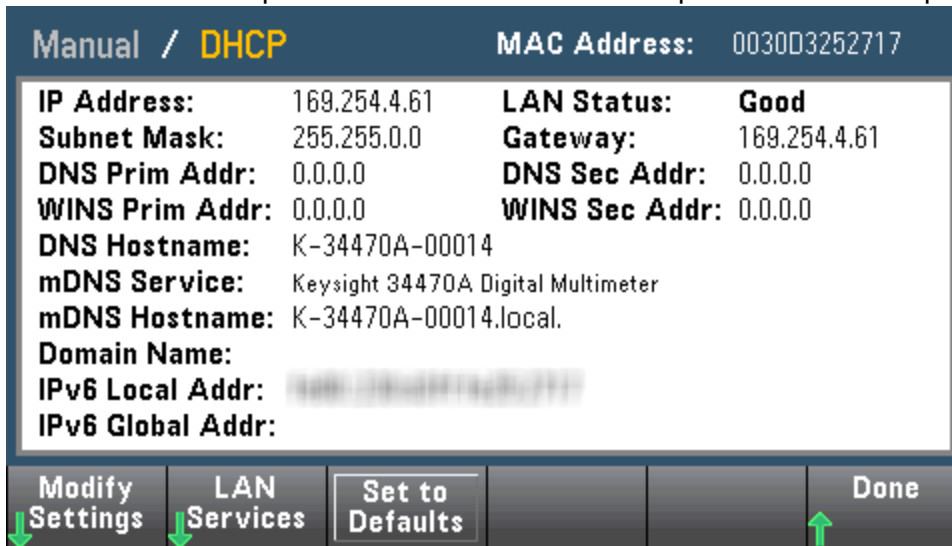 Manual / DHCP MAC Address: 0030D3252717
IP Address: 169.254.4.61 LAN Status: Good
Subnet Mask: 255.255.0.0 Gateway: 169.254.4.61
DNS Prim Addr: 0.0.0.0 DNS Sec Addr: 0.0.0.0
WINS Prim Addr: 0.0.0.0 WINS Sec Addr: 0.0.0.0
DNS Hostname: K-34470A-00014
mDNS Service: Keysight 34470A Digital Multimeter
mDNS Hostname: K-34470A-00014.local.
Domain Name:
IPv6 Local Addr:
IPv6 Global Addr:
Modify LAN Set to Done
Settings Services Defaults